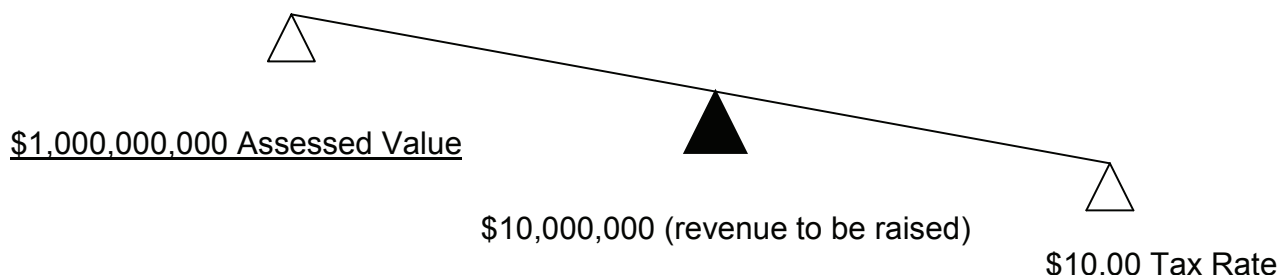 $1,000,000,000 Assessed Value
$10,000,000 (revenue to be raised)
$10.00 Tax Rate